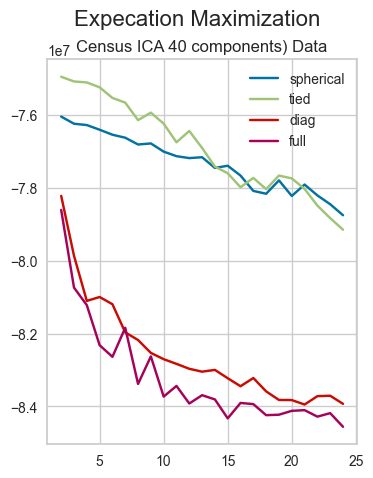 Expecation Maximization
1e7
Census ICA 40 components) Data
spherical
tied
diag
full
−7.6
−7.8
−8.0
−8.2
−8.4
5 10 15 20 25